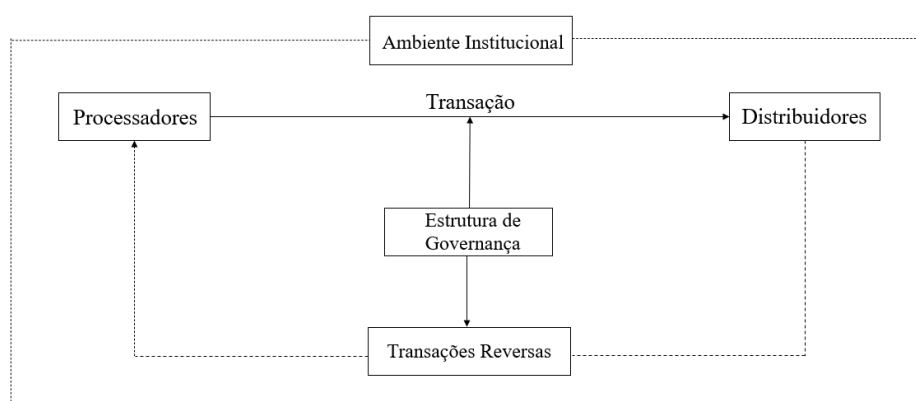 Ambiente Institucional
Transação
Processadores
Distribuidores
Estrutura de
Governança
Transações Reversas